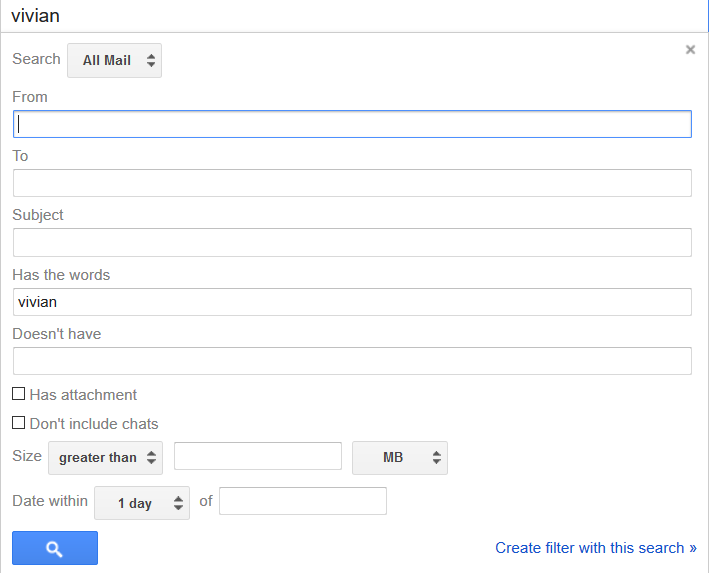 vivian
Search All Mail
From
To
Subject
Has the words
vivian
Doesn't have
Has attachment
Don't include chats
Size greater than MB
Date within 1 day of
Create filter with this search »